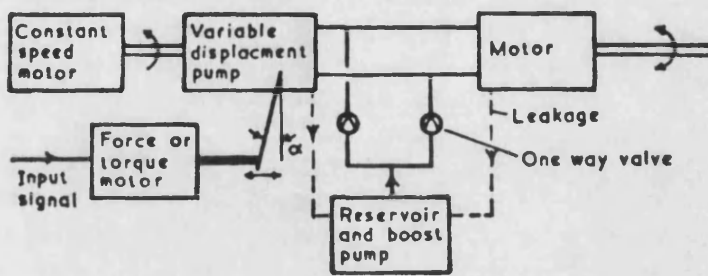 Constant
speed
motor
Variable
displacment
pump
Motor
Force or
torque
motor
α
Leakage
One way valve
Input
signal
Reservoir
and boost
pump